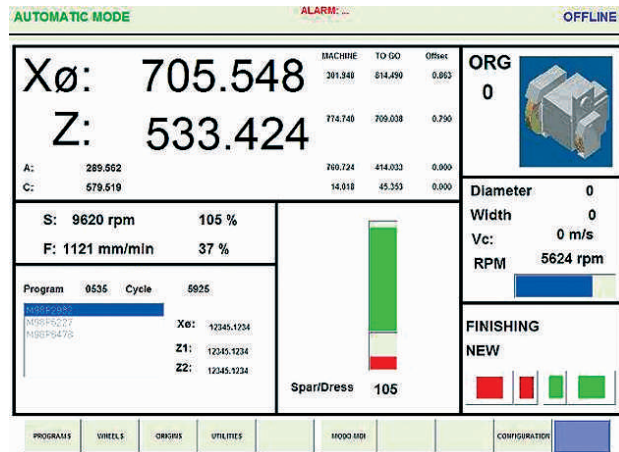 AUTOMATIC MODE
ALARM: ...
OFFLINE
MACHINE TO GO Offset
Xø: 705.548 301.948 814.490 0.863
Z: 533.424 774.740 709.038 0.790
A: 289.562 760.724 414.033 0.000
C: 579.519 14.018 45.353 0.000
ORG
0
S: 9620 rpm 105 %
F: 1121 mm/min 37 %
Diameter 0
Width 0
Vc: 0 m/s
RPM 5624 rpm
Program 0535 Cycle 5925
M98P2982
M98P6227
M98P6478
Xø: 12345.1234
Z1: 12345.1234
Z2: 12345.1234
Spar/Dress 105
FINISHING
NEW
PROGRAMS WHEELS ORIGINS UTILITIES MODO MDI CONFIGURATION